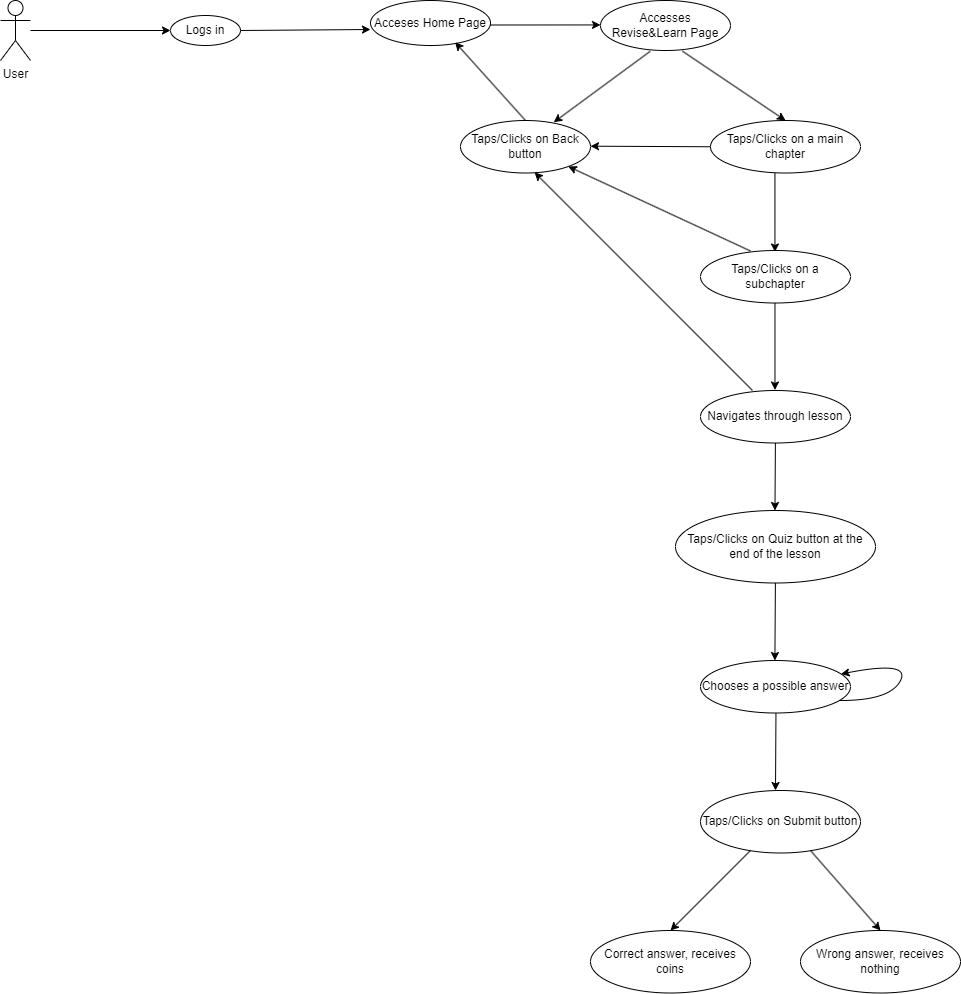 User
Logs in
Acceses Home Page
Accesses
Revise&Learn Page
Taps/Clicks on Back
button
Taps/Clicks on a main
chapter
Taps/Clicks on a
subchapter
Navigates through lesson
Taps/Clicks on Quiz button at the
end of the lesson
Chooses a possible answer
Taps/Clicks on Submit button
Correct answer, receives
coins
Wrong answer, receives
nothing